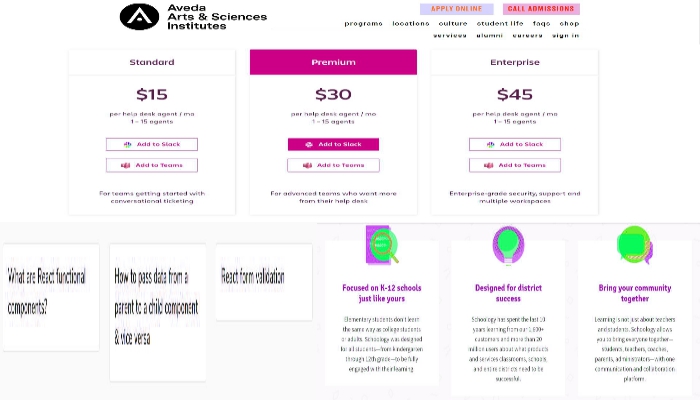 Aveda
Arts & Sciences
Institutes
APPLY ONLINE
CALL ADMISSIONS
programs locations culture student life faqs shop
services alumni careers sign in
Standard
$15
per help desk agent / mo
1 – 15 agents
Add to Slack
Add to Teams
For teams getting started with
conversational ticketing
Premium
$30
per help desk agent / mo
1 – 15 agents
Add to Slack
Add to Teams
For advanced teams who want more
from their help desk
Enterprise
$45
per help desk agent / mo
1 – 15 agents
Add to Slack
Add to Teams
Enterprise-grade security, support and
multiple workspaces
What are React functional
components?
How to pass data from a
parent to a child component
& vice versa
React form validation
Focused on K-12 schools
just like yours
Elementary students don't learn
the same way as college students
or adults. Schoology was designed
for all students—from kindergarten
through 12th grade—to be fully
engaged with their learning.
Designed for district
success
Schoology has spent the last 10
years learning from our 1,600+
customers and more than 20
million users about what products
and services classrooms, schools
and entire districts need to be
successful.
Bring your community
together
Learning is not just about teachers
and students. Schoology allows
you to bring everyone together—
students, teachers, coaches,
parents, administrators—with one
communication and collaboration
platform.